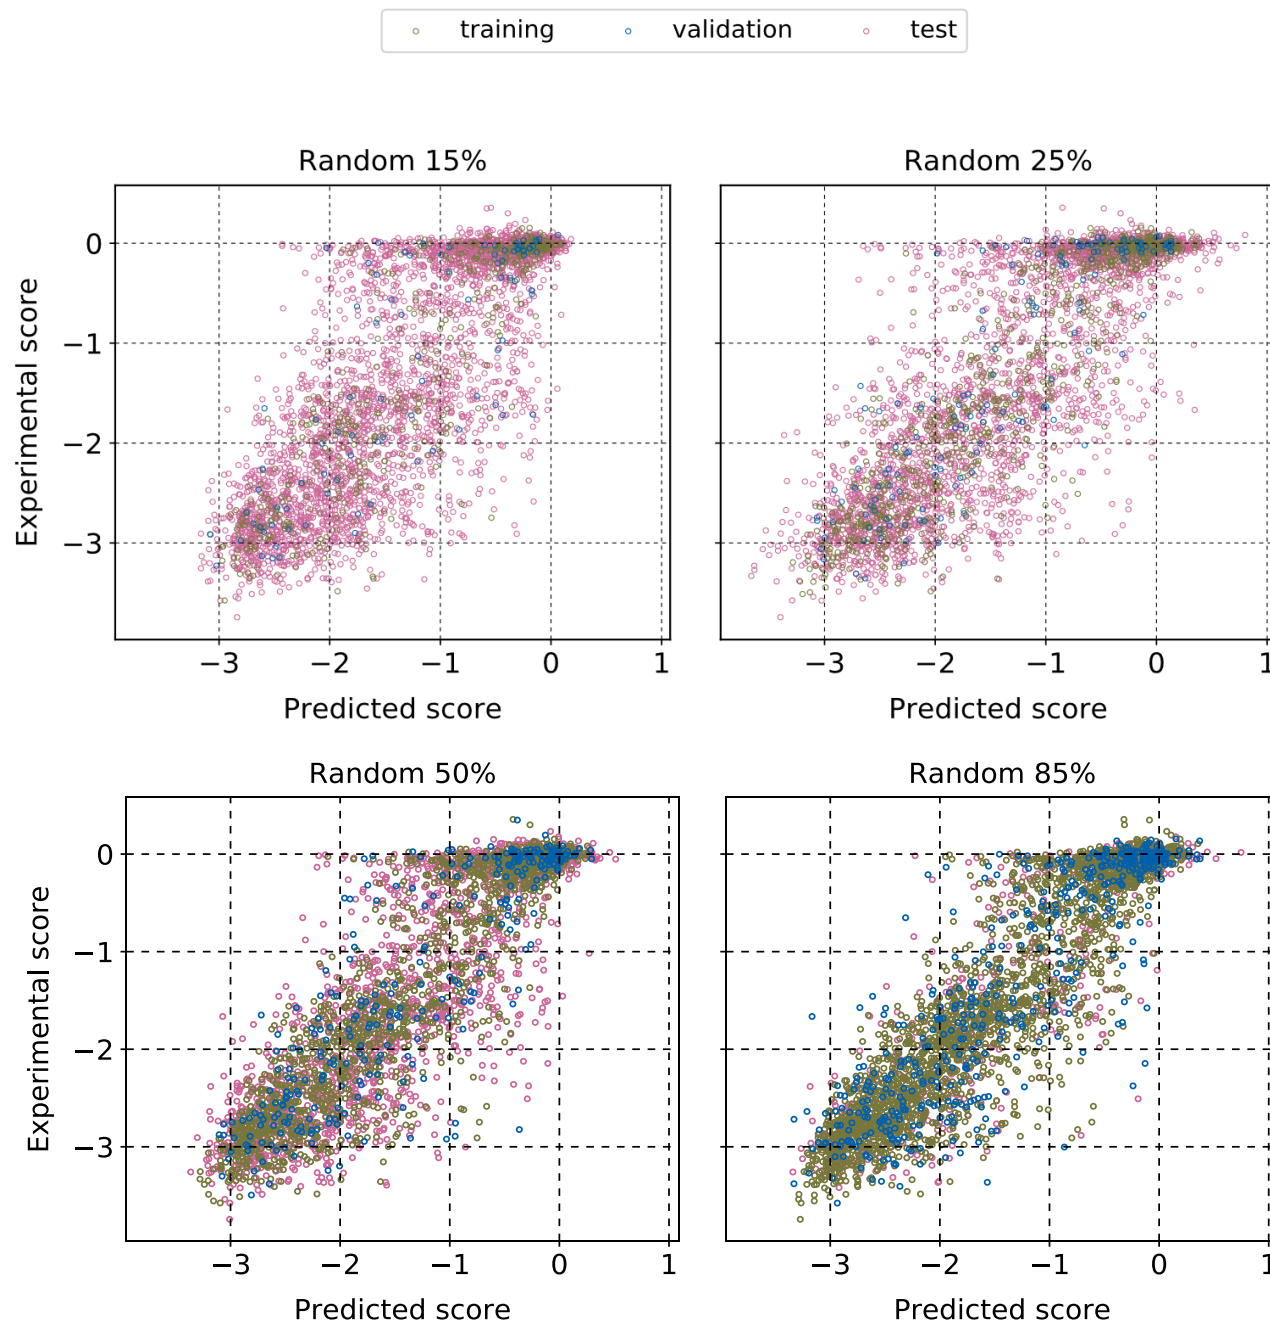 training validation test
Random 15% Random 25%
Experimental score
0
−1
−2
−3
−3 −2 −1 0 1 −3 −2 −1 0 1
Predicted score Predicted score
Random 50% Random 85%
Experimental score
0
−1
−2
−3
−3 −2 −1 0 1 −3 −2 −1 0 1
Predicted score Predicted score